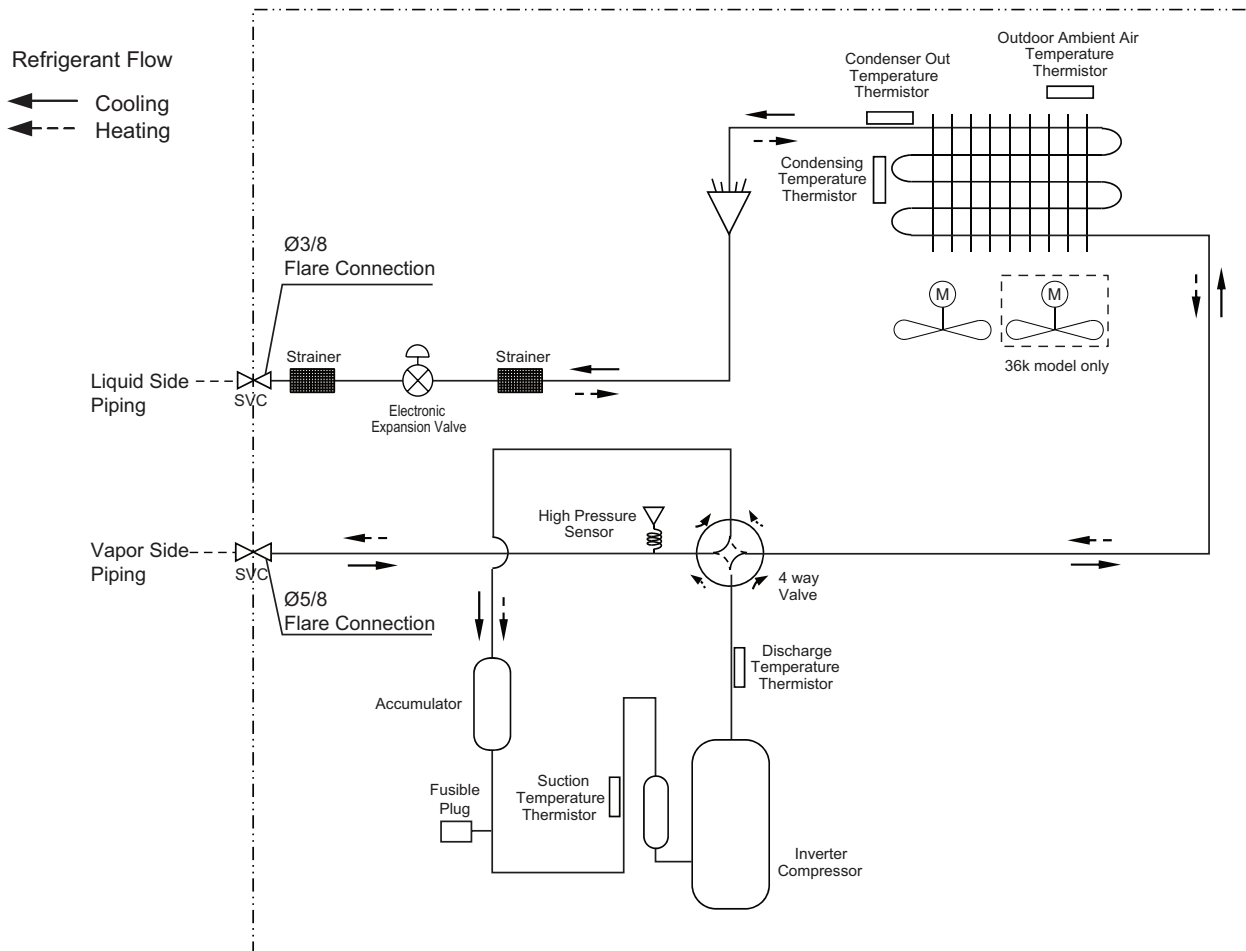 Refrigerant Flow
Cooling
Heating
Condenser Out
Temperature
Thermistor
Outdoor Ambient Air
Temperature
Thermistor
Condensing
Temperature
Thermistor
Ø3/8
Flare Connection
M
M
36k model only
Strainer
Strainer
Liquid Side
Piping
SVC
Electronic
Expansion Valve
High Pressure
Sensor
Vapor Side
Piping
SVC
4 way
Valve
Ø5/8
Flare Connection
Discharge
Temperature
Thermistor
Accumulator
Suction
Temperature
Thermistor
Fusible
Plug
Inverter
Compressor